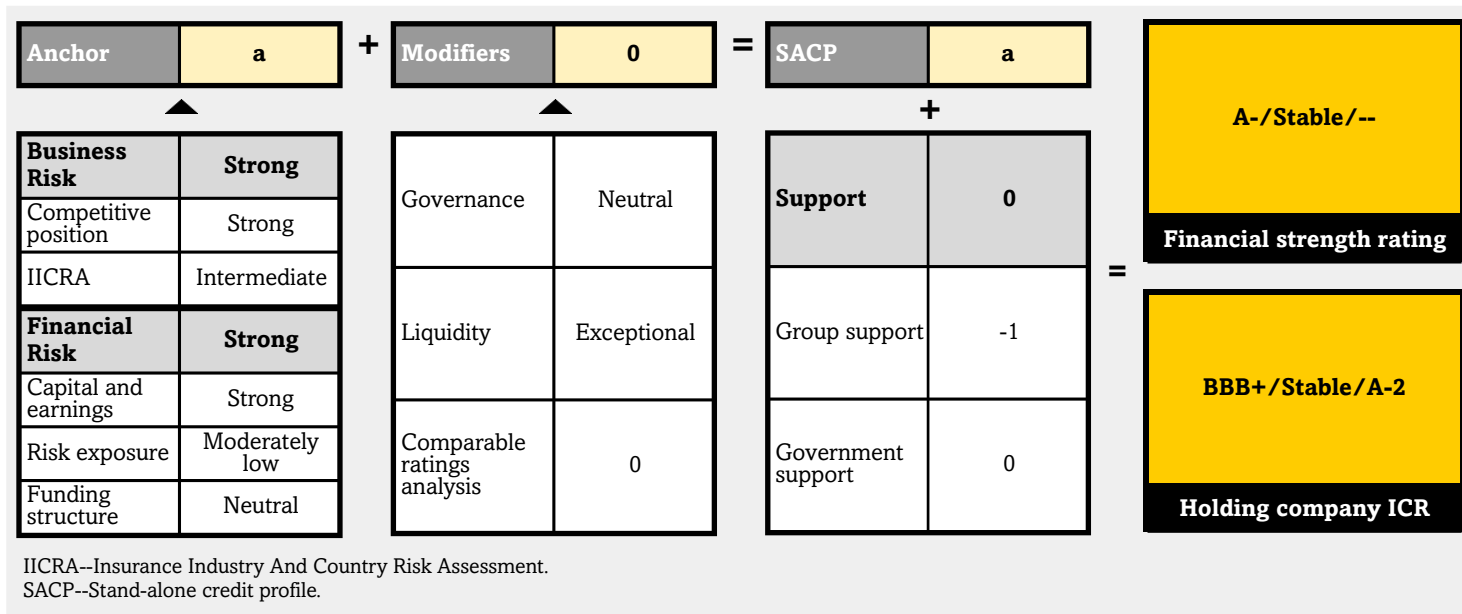 Anchor a + Modifiers 0 = SACP a
+
Business
Risk
Strong
Competitive
position
Strong
IICRA Intermediate
Financial
Risk
Strong
Capital and
earnings
Strong
Risk exposure
Moderately
low
Funding
structure
Neutral
Governance Neutral
Liquidity Exceptional
Comparable
ratings
analysis
0
Support 0
Group support -1
Government
support
0
=
A-/Stable/--
Financial strength rating
BBB+/Stable/A-2
Holding company ICR
IICRA--Insurance Industry And Country Risk Assessment.
SACP--Stand-alone credit profile.